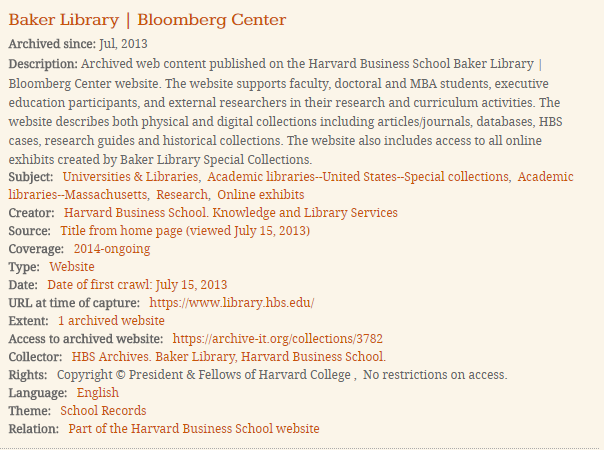 Baker Library | Bloomberg Center
Archived since: Jul, 2013
Description: Archived web content published on the Harvard Business School Baker Library |
Bloomberg Center website. The website supports faculty, doctoral and MBA students, executive
education participants, and external researchers in their research and curriculum activities. The
website describes both physical and digital collections including articles/journals, databases, HBS
cases, research guides and historical collections. The website also includes access to all online
exhibits created by Baker Library Special Collections.
Subject: Universities & Libraries, Academic libraries--United States--Special collections, Academic
libraries--Massachusetts, Research, Online exhibits
Creator: Harvard Business School. Knowledge and Library Services
Source: Title from home page (viewed July 15, 2013)
Coverage: 2014-ongoing
Type: Website
Date: Date of first crawl: July 15, 2013
URL at time of capture: https://www.library.hbs.edu/
Extent: 1 archived website
Access to archived website: https://archive-it.org/collections/3782
Collector: HBS Archives. Baker Library, Harvard Business School.
Rights: Copyright © President & Fellows of Harvard College , No restrictions on access.
Language: English
Theme: School Records
Relation: Part of the Harvard Business School website